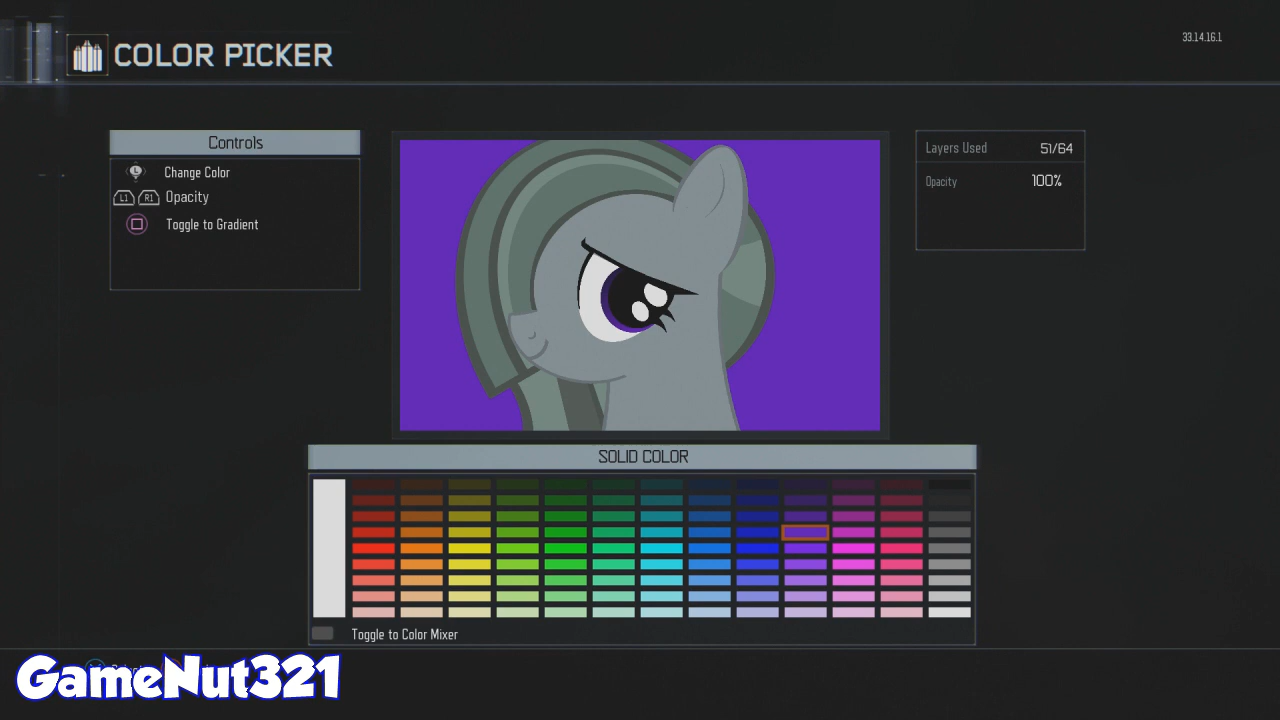 COLOR PICKER
33.14.16.1
Controls
L Change Color
L1 R1 Opacity
Toggle to Gradient
Layers Used 51/64
Opacity 100%
SOLID COLOR
Toggle to Color Mixer
GameNut321